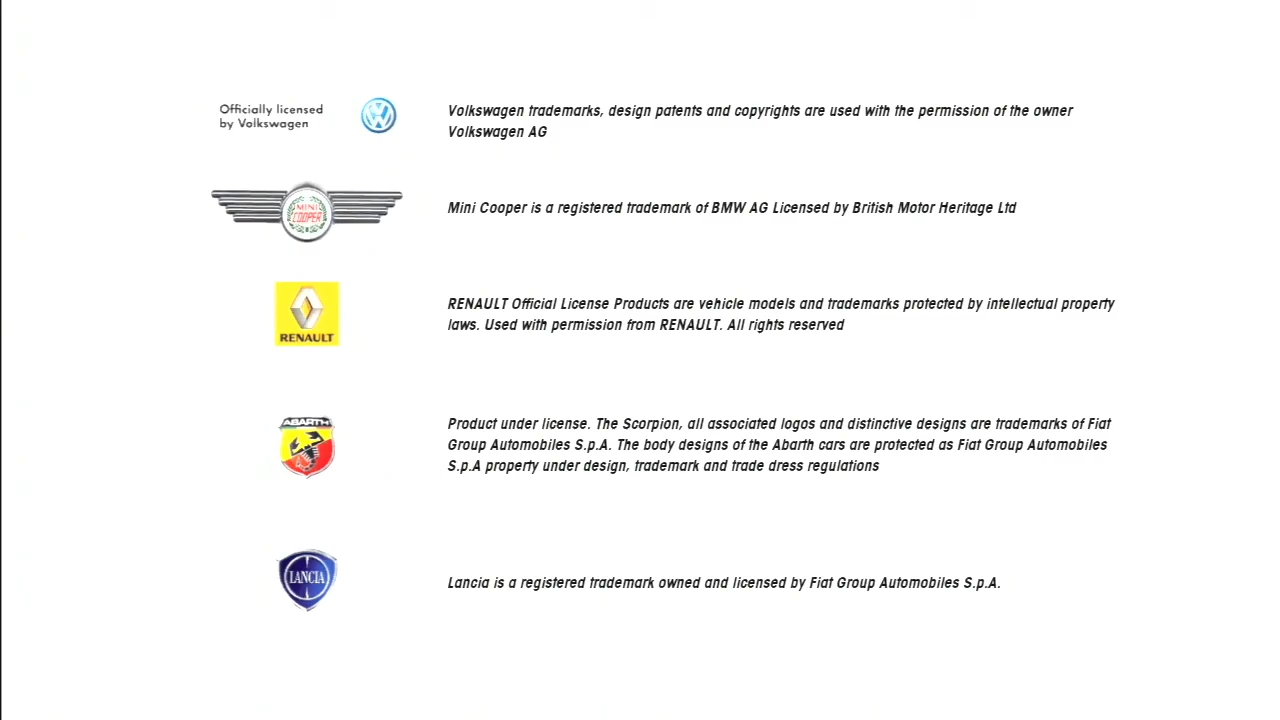 Officially licensed
by Volkswagen
Volkswagen trademarks, design patents and copyrights are used with the permission of the owner
Volkswagen AG
MINI
COOPER
Mini Cooper is a registered trademark of BMW AG Licensed by British Motor Heritage Ltd
RENAULT
RENAULT Official License Products are vehicle models and trademarks protected by intellectual property
laws. Used with permission from RENAULT. All rights reserved
ABARTH
Product under license. The Scorpion, all associated logos and distinctive designs are tradmarks of Fiat
Group Automobiles S.p.A. The body designs of the Abarth cars are protected as Fiat Group Automobiles
S.p.A property under design, trademark and trade dress regulations
LANCIA
Lancia is a registered trademark owned and licensed by Fiat Group Automobiles S.p.A.